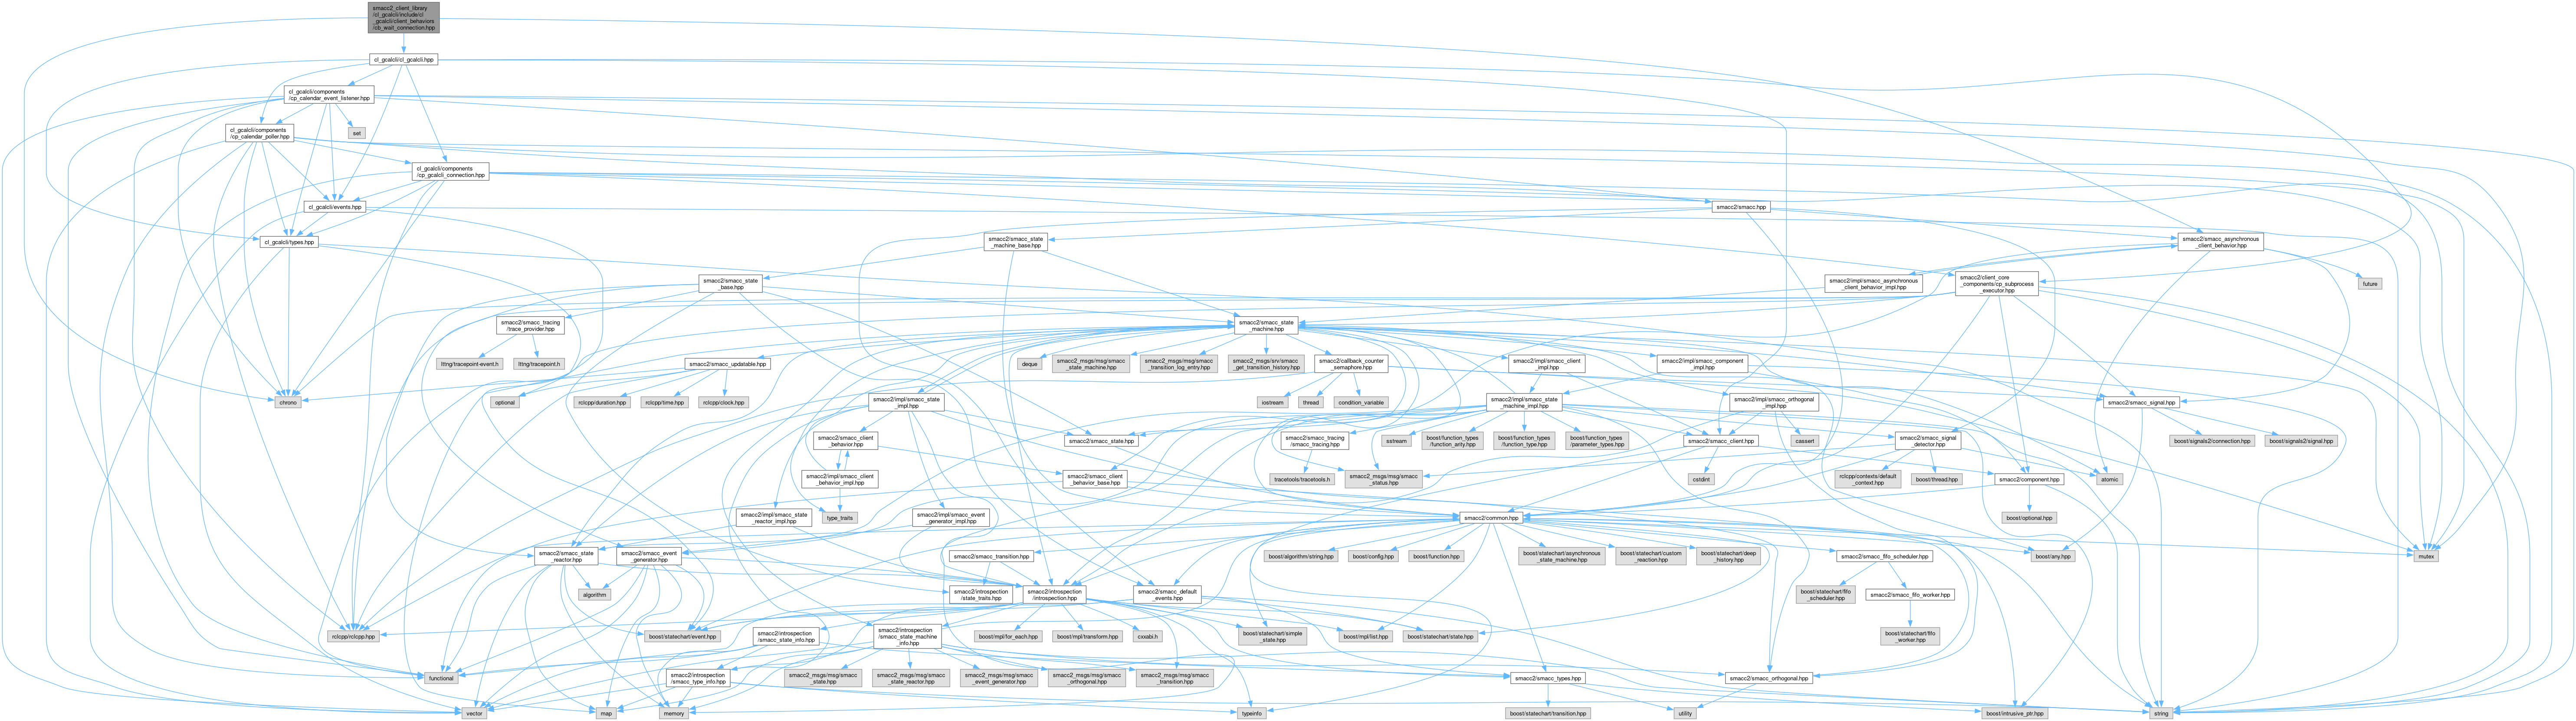 smacc2_client_library
/cl_gcalcli/include/cl
_gcalcli/client_behaviors
/cb_wait_connection.hpp
cl_gcalcli/cl_gcalcli.hpp
cl_gcalcli/components
/cp_calendar_event_listener.hpp
cl_gcalcli/components
/cp_calendar_poller.hpp
set
cl_gcalcli/components
/cp_gcalcli_connection.hpp
cl_gcalcli/events.hpp
smacc2/smacc.hpp
cl_gcalcli/types.hpp
smacc2/smacc_state
_machine_base.hpp
smacc2/smacc_asynchronous
_client_behavior.hpp
smacc2/smacc_state
_base.hpp
smacc2/impl/smacc_asynchronous
_client_behavior_impl.hpp
smacc2/client_core
_components/cp_subprocess
_executor.hpp
future
smacc2/smacc_tracing
/trace_provider.hpp
smacc2/smacc_state
_machine.hpp
lttng/tracepoint-event.h
lttng/tracepoint.h
smacc2/smacc_updatable.hpp
deque
smacc2_msgs/msg/smacc
_state_machine.hpp
smacc2_msgs/msg/smacc
_transition_log_entry.hpp
smacc2_msgs/srv/smacc
_get_transition_history.hpp
smacc2/callback_counter
_semaphore.hpp
smacc2/impl/smacc_client
_impl.hpp
smacc2/impl/smacc_component
_impl.hpp
chrono
optional
rclcpp/duration.hpp
rclcpp/time.hpp
rclcpp/clock.hpp
smacc2/impl/smacc_state
_impl.hpp
iostream
thread
condition_variable
smacc2/impl/smacc_state
_machine_impl.hpp
smacc2/impl/smacc_orthogonal
_impl.hpp
smacc2/smacc_signal.hpp
smacc2/smacc_client
_behavior.hpp
smacc2/smacc_state.hpp
smacc2/smacc_tracing
/smacc_tracing.hpp
sstream
boost/function_types
/function_arity.hpp
boost/function_types
/function_type.hpp
boost/function_types
/parameter_types.hpp
smacc2/smacc_client.hpp
cassert
smacc2/smacc_signal
_detector.hpp
boost/signals2/connection.hpp
boost/signals2/signal.hpp
smacc2/impl/smacc_client
_behavior_impl.hpp
smacc2/smacc_client
_behavior_base.hpp
tracetools/tracetools.h
smacc2_msgs/msg/smacc
_status.hpp
cstdint
rclcpp/contexts/default
_context.hpp
boost/thread.hpp
smacc2/component.hpp
atomic
smacc2/impl/smacc_state
_reactor_impl.hpp
type_traits
smacc2/impl/smacc_event
_generator_impl.hpp
smacc2/common.hpp
boost/optional.hpp
smacc2/smacc_state
_reactor.hpp
smacc2/smacc_event
_generator.hpp
smacc2/smacc_transition.hpp
boost/algorithm/string.hpp
boost/config.hpp
boost/function.hpp
boost/statechart/asynchronous
_state_machine.hpp
boost/statechart/custom
_reaction.hpp
boost/statechart/deep
_history.hpp
smacc2/smacc_fifo_scheduler.hpp
boost/any.hpp
mutex
algorithm
smacc2/introspection
/state_traits.hpp
smacc2/introspection
/introspection.hpp
smacc2/smacc_default
_events.hpp
boost/statechart/fifo
_scheduler.hpp
smacc2/smacc_fifo_worker.hpp
rclcpp/rclcpp.hpp
boost/statechart/event.hpp
smacc2/introspection
/smacc_state_info.hpp
smacc2/introspection
/smacc_state_machine
_info.hpp
boost/mpl/for_each.hpp
boost/mpl/transform.hpp
cxxabi.h
boost/statechart/simple
_state.hpp
boost/mpl/list.hpp
boost/statechart/state.hpp
boost/statechart/fifo
_worker.hpp
functional
smacc2/introspection
/smacc_type_info.hpp
smacc2_msgs/msg/smacc
_state.hpp
smacc2_msgs/msg/smacc
_state_reactor.hpp
smacc2_msgs/msg/smacc
_event_generator.hpp
smacc2_msgs/msg/smacc
_orthogonal.hpp
smacc2_msgs/msg/smacc
_transition.hpp
smacc2/smacc_types.hpp
smacc2/smacc_orthogonal.hpp
vector
map
memory
typeinfo
boost/statechart/transition.hpp
utility
boost/intrusive_ptr.hpp
string